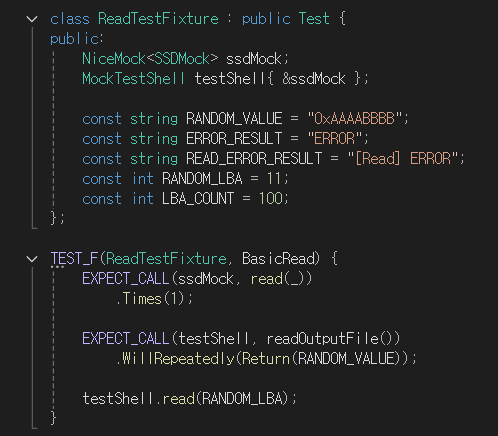 class ReadTestFixture : public Test {
public:
    NiceMock<SSDMock> ssdMock;
    MockTestShell testShell{ &ssdMock };

    const string RANDOM_VALUE = "0xAAAABBBB";
    const string ERROR_RESULT = "ERROR";
    const string READ_ERROR_RESULT = "[Read] ERROR";
    const int RANDOM_LBA = 11;
    const int LBA_COUNT = 100;
};

TEST_F(ReadTestFixture, BasicRead) {
    EXPECT_CALL(ssdMock, read(_))
        .Times(1);

    EXPECT_CALL(testShell, readOutputFile())
        .WillRepeatedly(Return(RANDOM_VALUE));

    testShell.read(RANDOM_LBA);
}